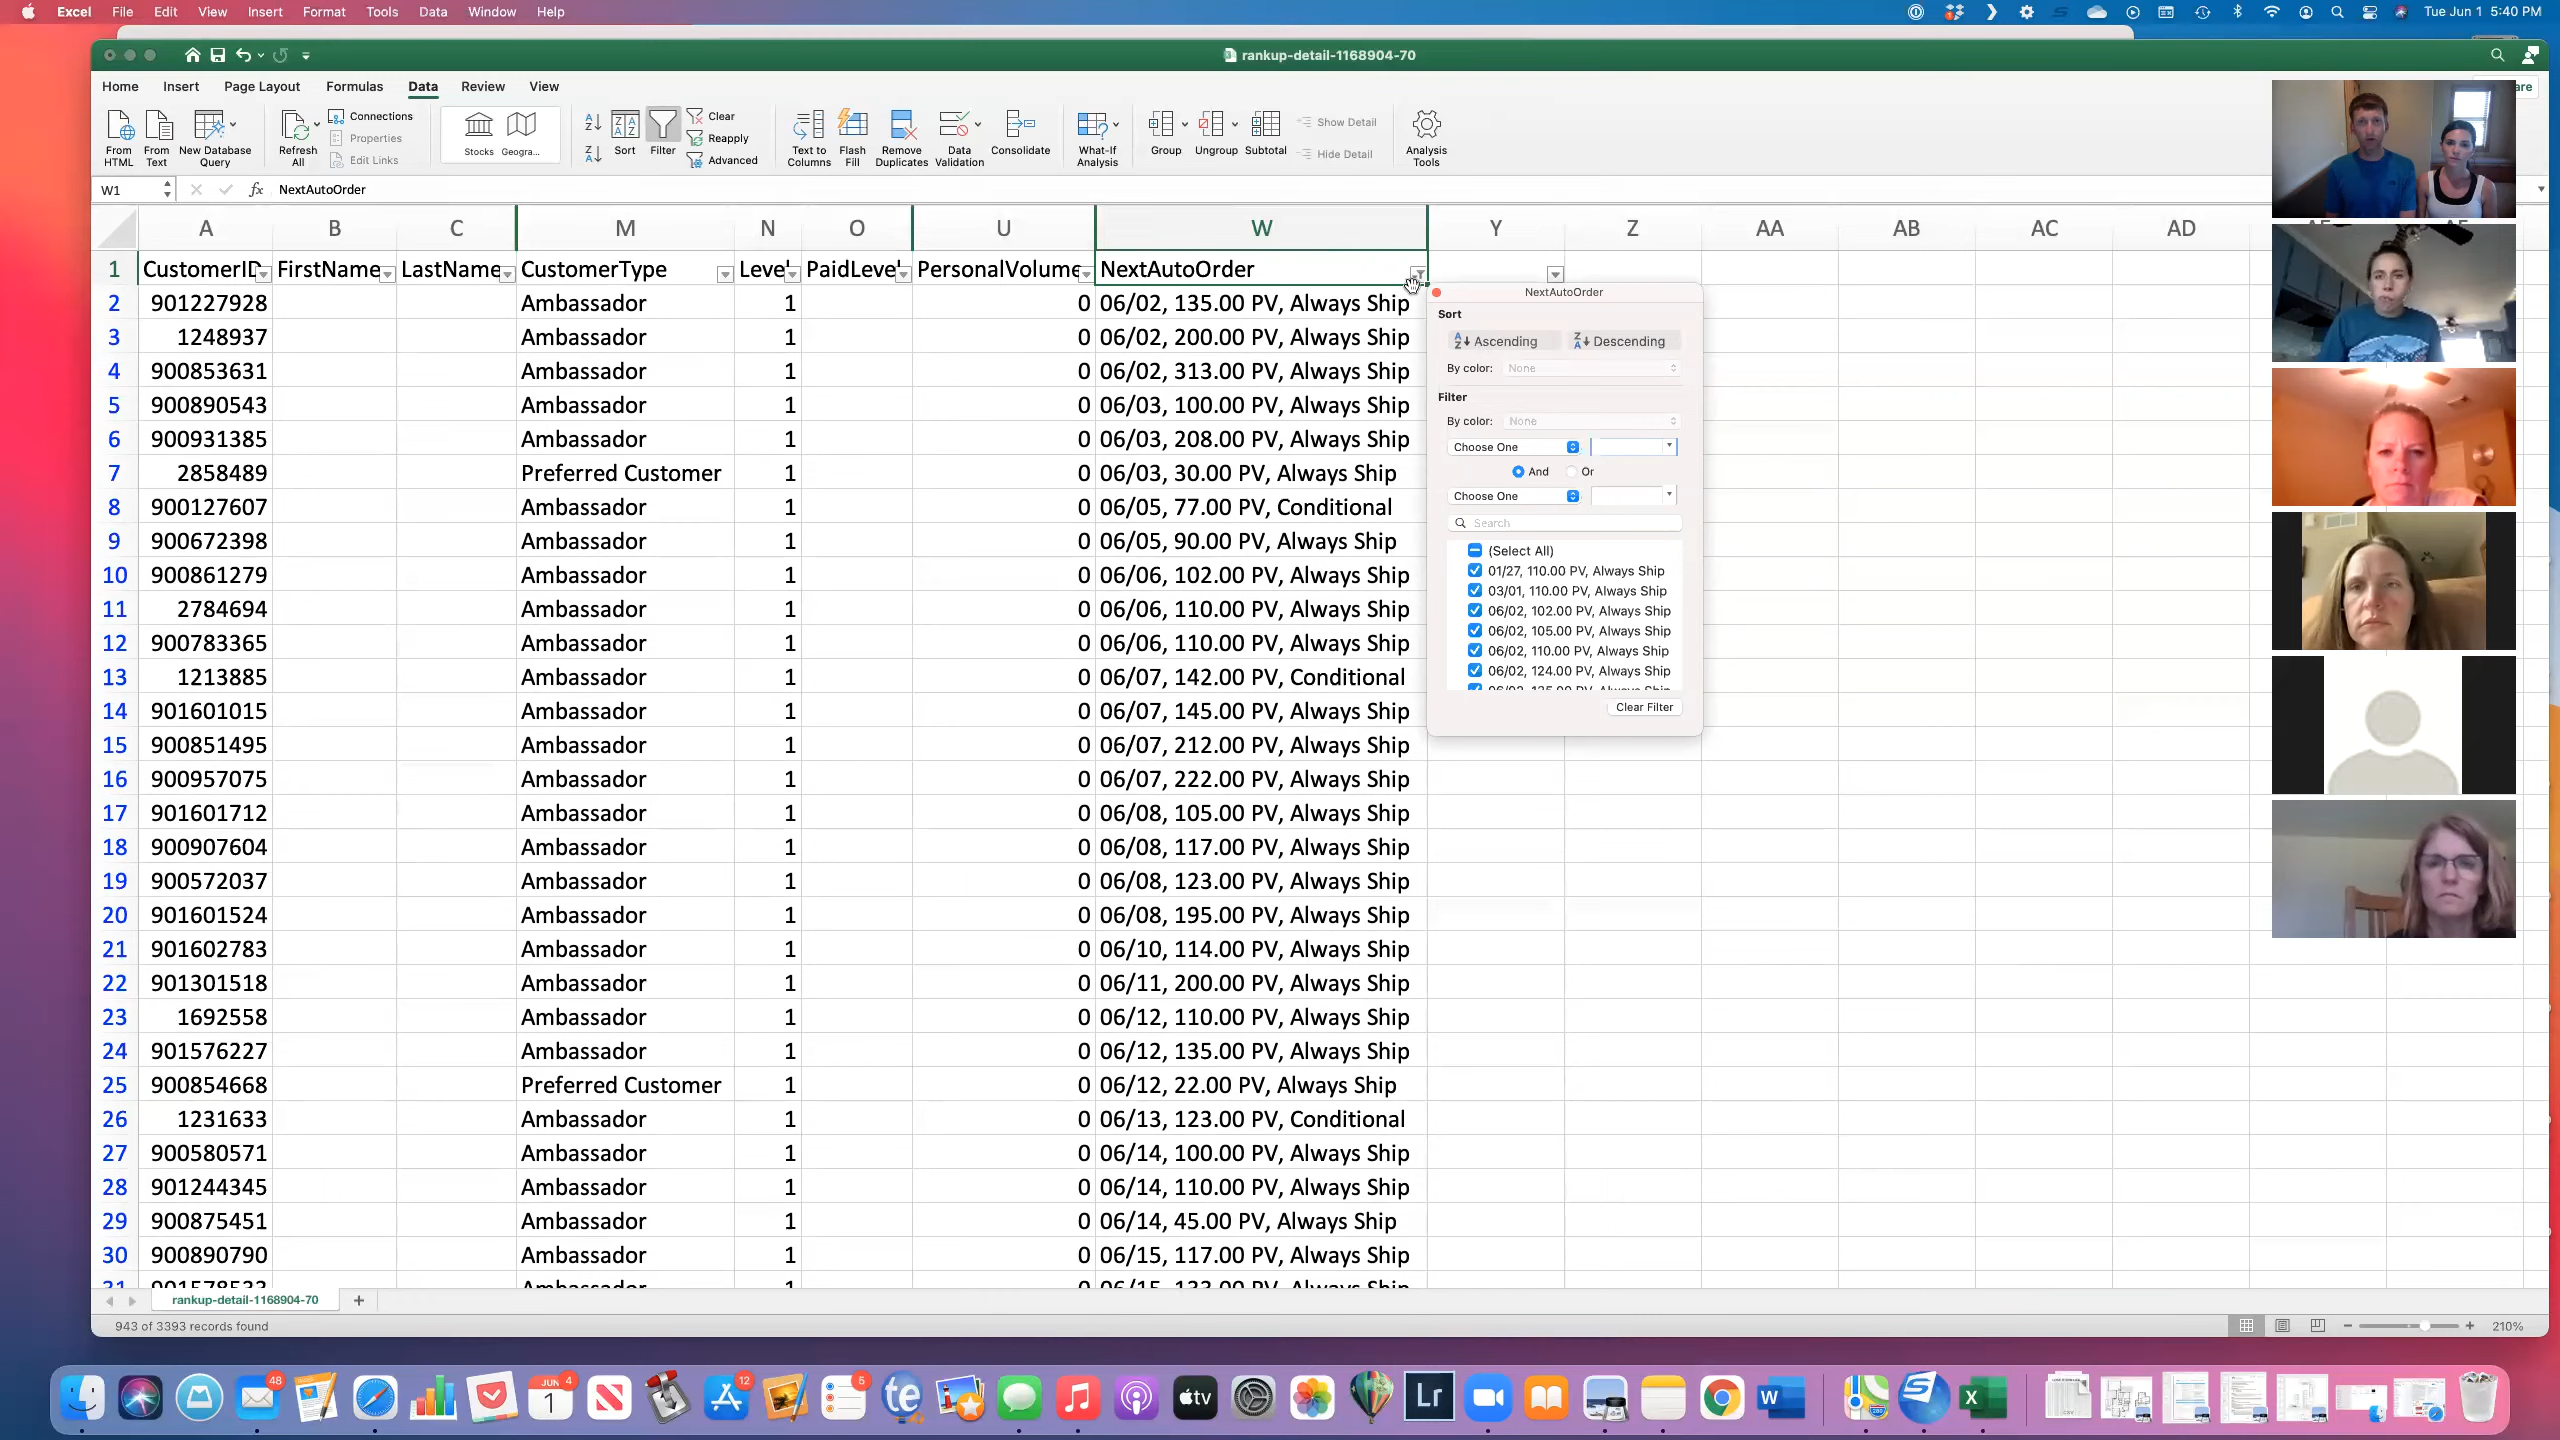 Excel File Edit View Insert Format Tools Data Window Help Tue Jun 1 5:40 PM
rankup-detail-1168904-70
Home Insert Page Layout Formulas Data Review View
From HTML
From Text
New Database Query
Refresh All
Connections
Properties
Edit Links
Stocks
Geogra...
Sort
Filter
Clear
Reapply
Advanced
Text to Columns
Flash Fill
Remove Duplicates
Data Validation
Consolidate
What-If Analysis
Group
Ungroup
Subtotal
Show Detail
Hide Detail
Analysis Tools
W1 fx NextAutoOrder
A B C M N O U W Y Z AA AB AC AD
1 CustomerID FirstName LastName CustomerType Level PaidLevel PersonalVolume NextAutoOrder
2 901227928 Ambassador 1 0 06/02, 135.00 PV, Always Ship
3 1248937 Ambassador 1 0 06/02, 200.00 PV, Always Ship
4 900853631 Ambassador 1 0 06/02, 313.00 PV, Always Ship
5 900890543 Ambassador 1 0 06/03, 100.00 PV, Always Ship
6 900931385 Ambassador 1 0 06/03, 208.00 PV, Always Ship
7 2858489 Preferred Customer 1 0 06/03, 30.00 PV, Always Ship
8 900127607 Ambassador 1 0 06/05, 77.00 PV, Conditional
9 900672398 Ambassador 1 0 06/05, 90.00 PV, Always Ship
10 900861279 Ambassador 1 0 06/06, 102.00 PV, Always Ship
11 2784694 Ambassador 1 0 06/06, 110.00 PV, Always Ship
12 900783365 Ambassador 1 0 06/06, 110.00 PV, Always Ship
13 1213885 Ambassador 1 0 06/07, 142.00 PV, Conditional
14 901601015 Ambassador 1 0 06/07, 145.00 PV, Always Ship
15 900851495 Ambassador 1 0 06/07, 212.00 PV, Always Ship
16 900957075 Ambassador 1 0 06/07, 222.00 PV, Always Ship
17 901601712 Ambassador 1 0 06/08, 105.00 PV, Always Ship
18 900907604 Ambassador 1 0 06/08, 117.00 PV, Always Ship
19 900572037 Ambassador 1 0 06/08, 123.00 PV, Always Ship
20 901601524 Ambassador 1 0 06/08, 195.00 PV, Always Ship
21 901602783 Ambassador 1 0 06/10, 114.00 PV, Always Ship
22 901301518 Ambassador 1 0 06/11, 200.00 PV, Always Ship
23 1692558 Ambassador 1 0 06/12, 110.00 PV, Always Ship
24 901576227 Ambassador 1 0 06/12, 135.00 PV, Always Ship
25 900854668 Preferred Customer 1 0 06/12, 22.00 PV, Always Ship
26 1231633 Ambassador 1 0 06/13, 123.00 PV, Conditional
27 900580571 Ambassador 1 0 06/14, 100.00 PV, Always Ship
28 901244345 Ambassador 1 0 06/14, 110.00 PV, Always Ship
29 900875451 Ambassador 1 0 06/14, 45.00 PV, Always Ship
30 900890790 Ambassador 1 0 06/15, 117.00 PV, Always Ship
NextAutoOrder
Sort
Ascending Descending
By color: None
Filter
By color: None
Choose One
And Or
Choose One
Search
(Select All)
01/27, 110.00 PV, Always Ship
03/01, 110.00 PV, Always Ship
06/02, 102.00 PV, Always Ship
06/02, 105.00 PV, Always Ship
06/02, 110.00 PV, Always Ship
06/02, 124.00 PV, Always Ship
Clear Filter
rankup-detail-1168904-70
943 of 3393 records found 210%
48
JUN 4
1
12
5
te
tv
Lr
W
S
X